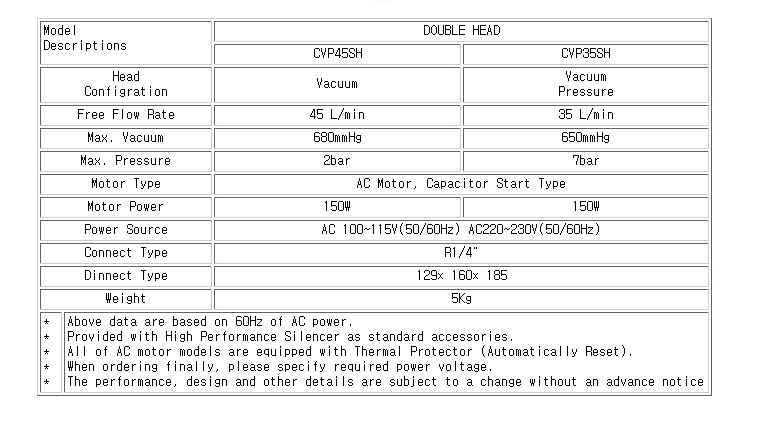 Model
Descriptions
DOUBLE HEAD
CVP45SH
CVP35SH
Head
Configration
Vacuum
Vacuum
Pressure
Free Flow Rate
45 L/min
35 L/min
Max. Vacuum
680mmHg
650mmHg
Max. Pressure
2bar
7bar
Motor Type
AC Motor, Capacitor Start Type
Motor Power
150W
150W
Power Source
AC 100~115V(50/60Hz) AC220~230V(50/60Hz)
Connect Type
R1/4"
Dinnect Type
129x 160x 185
Weight
5Kg
* Above data are based on 60Hz of AC power.
* Provided with High Performance Silencer as standard accessories.
* All of AC motor models are equipped with Thermal Protector (Automatically Reset).
* When ordering finally, please specify required power voltage.
* The performance, design and other details are subject to a change without an advance notice